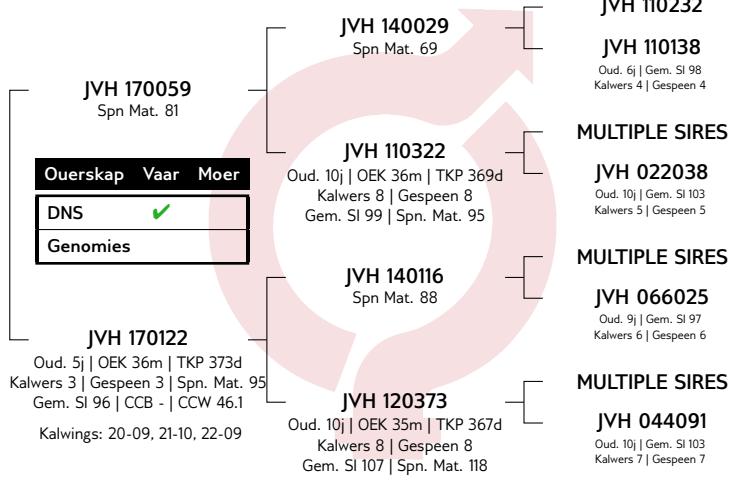 JVH 170059
Spn Mat. 81
Ouerskap Vaar Moer
DNS ✔
Genomies
JVH 170122
Oud. 5j | OEK 36m | TKP 373d
Kalwers 3 | Gespeen 3 | Spn. Mat. 95
Gem. SI 96 | CCB - | CCW 46.1
Kalwings: 20-09, 21-10, 22-09
JVH 140029
Spn Mat. 69
JVH 110322
Oud. 10j | OEK 36m | TKP 369d
Kalwers 8 | Gespeen 8
Gem. SI 99 | Spn. Mat. 95
JVH 140116
Spn Mat. 88
JVH 120373
Oud. 10j | OEK 35m | TKP 367d
Kalwers 8 | Gespeen 8
Gem. SI 107 | Spn. Mat. 118
JVH 110232
JVH 110138
Oud. 6j | Gem. SI 98
Kalwers 4 | Gespeen 4
MULTIPLE SIRES
JVH 022038
Oud. 10j | Gem. SI 103
Kalwers 5 | Gespeen 5
MULTIPLE SIRES
JVH 066025
Oud. 9j | Gem. SI 97
Kalwers 6 | Gespeen 6
MULTIPLE SIRES
JVH 044091
Oud. 10j | Gem. SI 103
Kalwers 7 | Gespeen 7